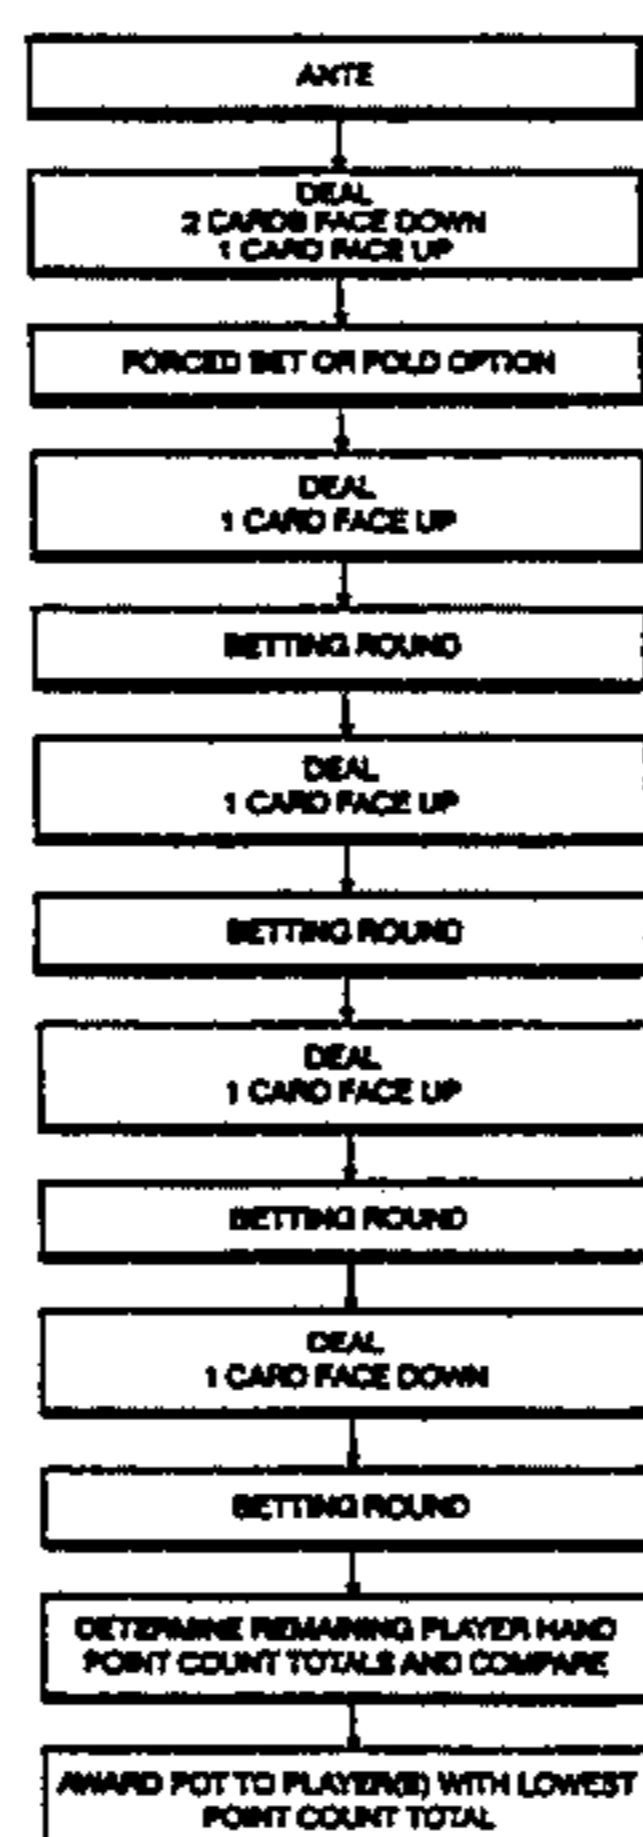 ANTE
DEAL
2 CARDS FACE DOWN
1 CARD FACE UP
FORCED BET OR FOLD OPTION
DEAL
1 CARD FACE UP
BETTING ROUND
DEAL
1 CARD FACE UP
BETTING ROUND
DEAL
1 CARD FACE UP
BETTING ROUND
DEAL
1 CARD FACE DOWN
BETTING ROUND
DETERMINE REMAINING PLAYER HAND
POINT COUNT TOTALS AND COMPARE
AWARD POT TO PLAYER(S) WITH LOWEST
POINT COUNT TOTAL